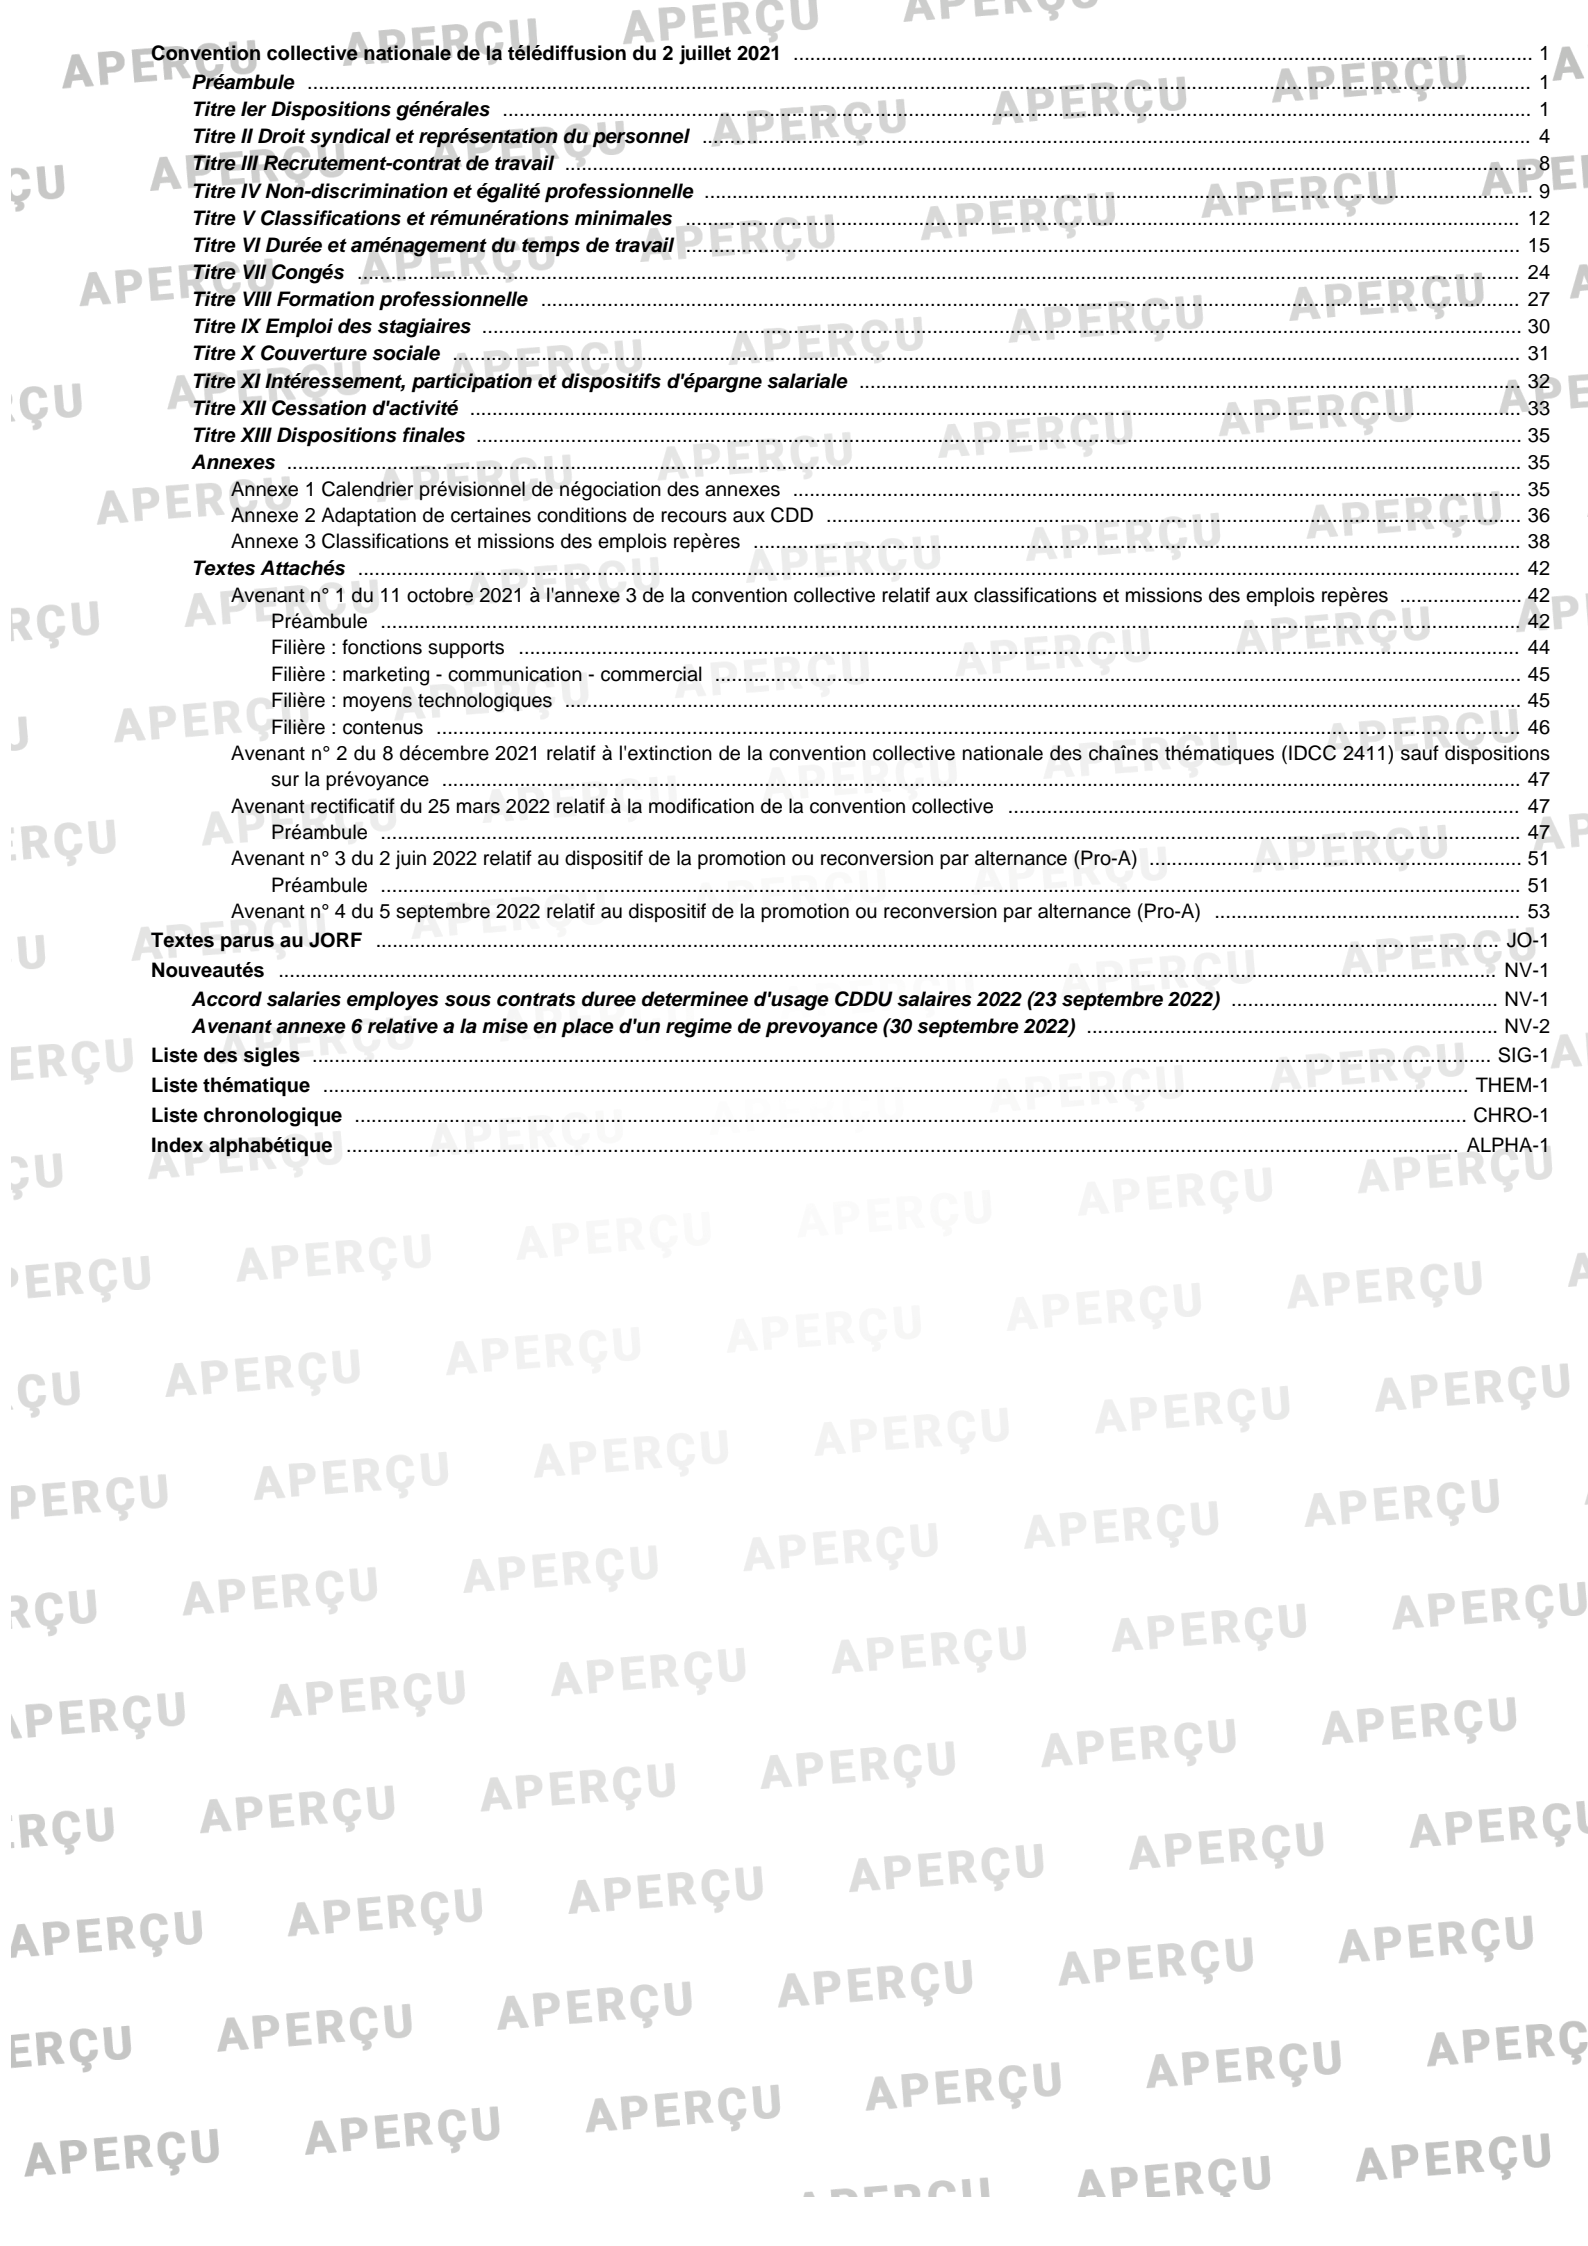 Convention collective nationale de la télédiffusion du 2 juillet 2021 1
Préambule 1
Titre Ier Dispositions générales 1
Titre II Droit syndical et représentation du personnel 4
Titre III Recrutement-contrat de travail 8
Titre IV Non-discrimination et égalité professionnelle 9
Titre V Classifications et rémunérations minimales 12
Titre VI Durée et aménagement du temps de travail 15
Titre VII Congés 24
Titre VIII Formation professionnelle 27
Titre IX Emploi des stagiaires 30
Titre X Couverture sociale 31
Titre XI Intéressement, participation et dispositifs d'épargne salariale 32
Titre XII Cessation d'activité 33
Titre XIII Dispositions finales 35
Annexes 35
Annexe 1 Calendrier prévisionnel de négociation des annexes 35
Annexe 2 Adaptation de certaines conditions de recours aux CDD 36
Annexe 3 Classifications et missions des emplois repères 38
Textes Attachés 42
Avenant n° 1 du 11 octobre 2021 à l'annexe 3 de la convention collective relatif aux classifications et missions des emplois repères 42
Préambule 42
Filière : fonctions supports 44
Filière : marketing - communication - commercial 45
Filière : moyens technologiques 45
Filière : contenus 46
Avenant n° 2 du 8 décembre 2021 relatif à l'extinction de la convention collective nationale des chaînes thématiques (IDCC 2411) sauf dispositions
sur la prévoyance 47
Avenant rectificatif du 25 mars 2022 relatif à la modification de la convention collective 47
Préambule 47
Avenant n° 3 du 2 juin 2022 relatif au dispositif de la promotion ou reconversion par alternance (Pro-A) 51
Préambule 51
Avenant n° 4 du 5 septembre 2022 relatif au dispositif de la promotion ou reconversion par alternance (Pro-A) 53
Textes parus au JORF JO-1
Nouveautés NV-1
Accord salaries employes sous contrats duree determinee d'usage CDDU salaires 2022 (23 septembre 2022) NV-1
Avenant annexe 6 relative a la mise en place d'un regime de prevoyance (30 septembre 2022) NV-2
Liste des sigles SIG-1
Liste thématique THEM-1
Liste chronologique CHRO-1
Index alphabétique ALPHA-1
APERÇU